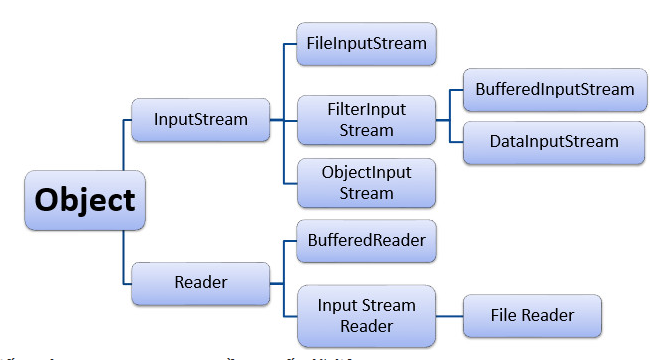 FileInputStream
BufferedInputStream
InputStream
FilterInput
Stream
DataInputStream
ObjectInput
Stream
Object
BufferedReader
Reader
Input Stream
Reader
File Reader